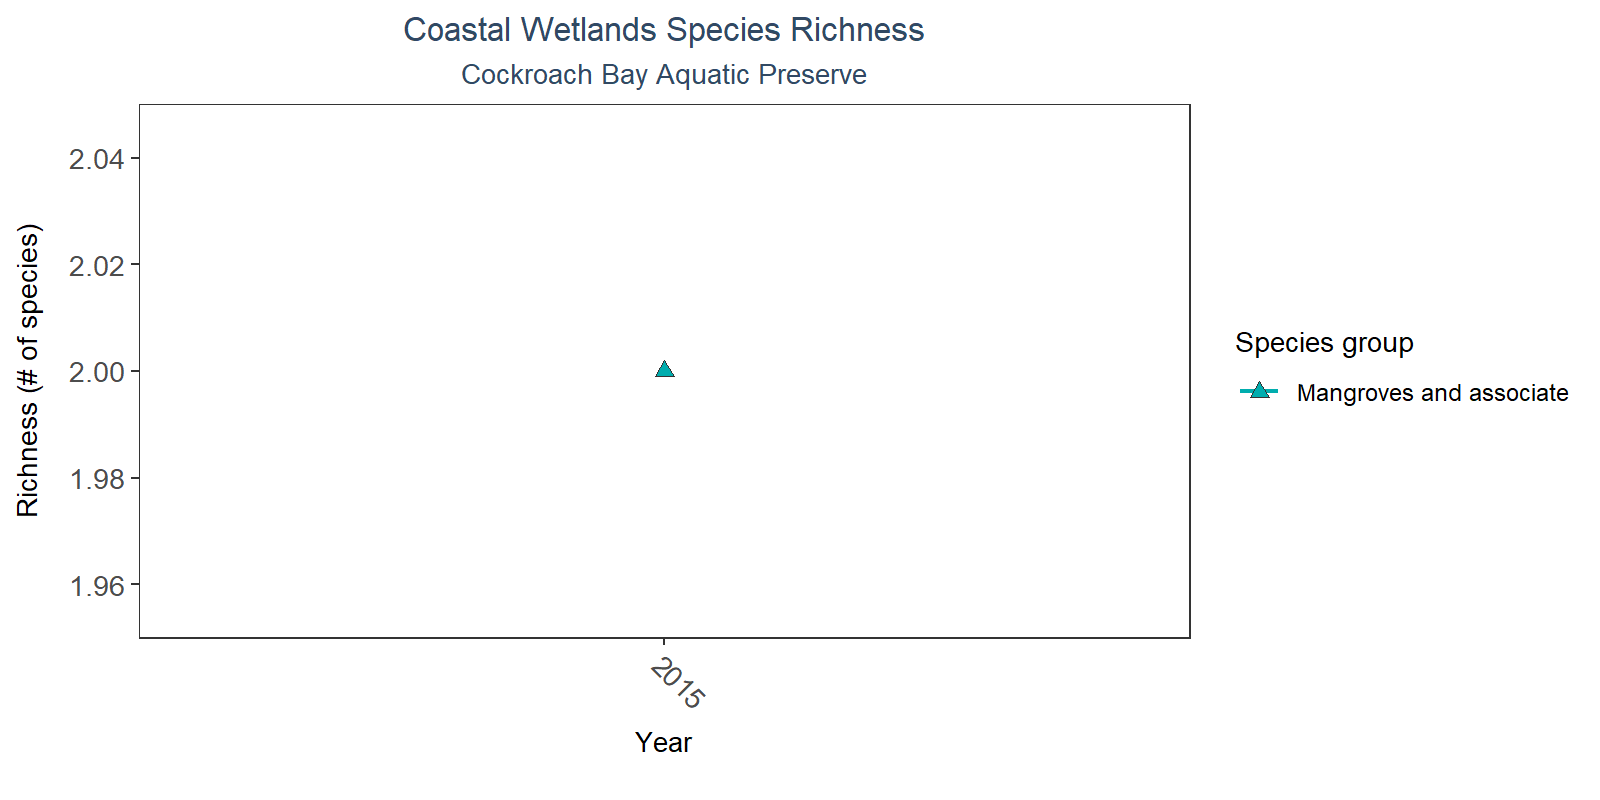 Coastal Wetlands Species Richness
Cockroach Bay Aquatic Preserve
2.04
2.02
2.00
1.98
1.96
Richness (# of species)
2015
Year
Species group
Mangroves and associate